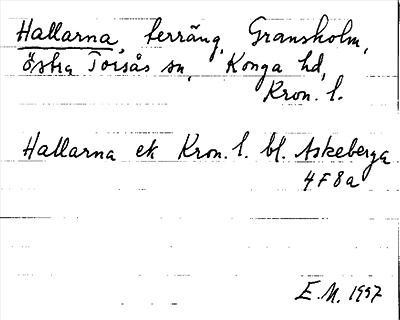 Hallarna, terräng, Gransholm,
östra Torsås sn, Konga hd,
Kron. l.
Hallarna ek Kron. l. bl. Askeberga
4F8a
E.M. 1957